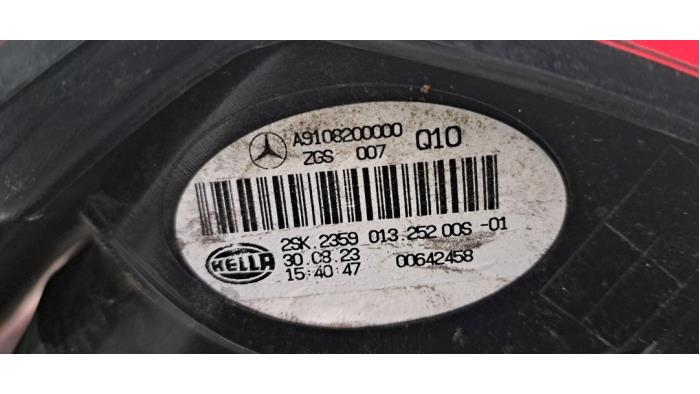 A9108200000 Q10
ZGS 007
2SK.2359 013.252 00S -01
HELLA 30.08.23 00642458
15:40:47